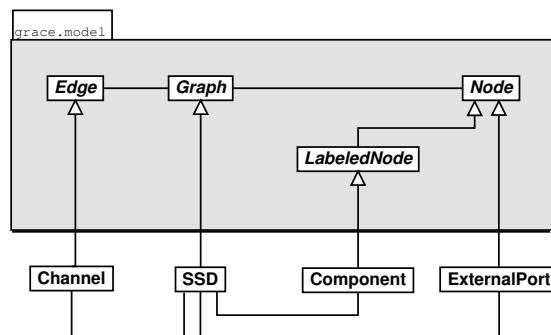 grace.model
Edge Graph Node
LabeledNode
Channel SSD Component ExternalPort